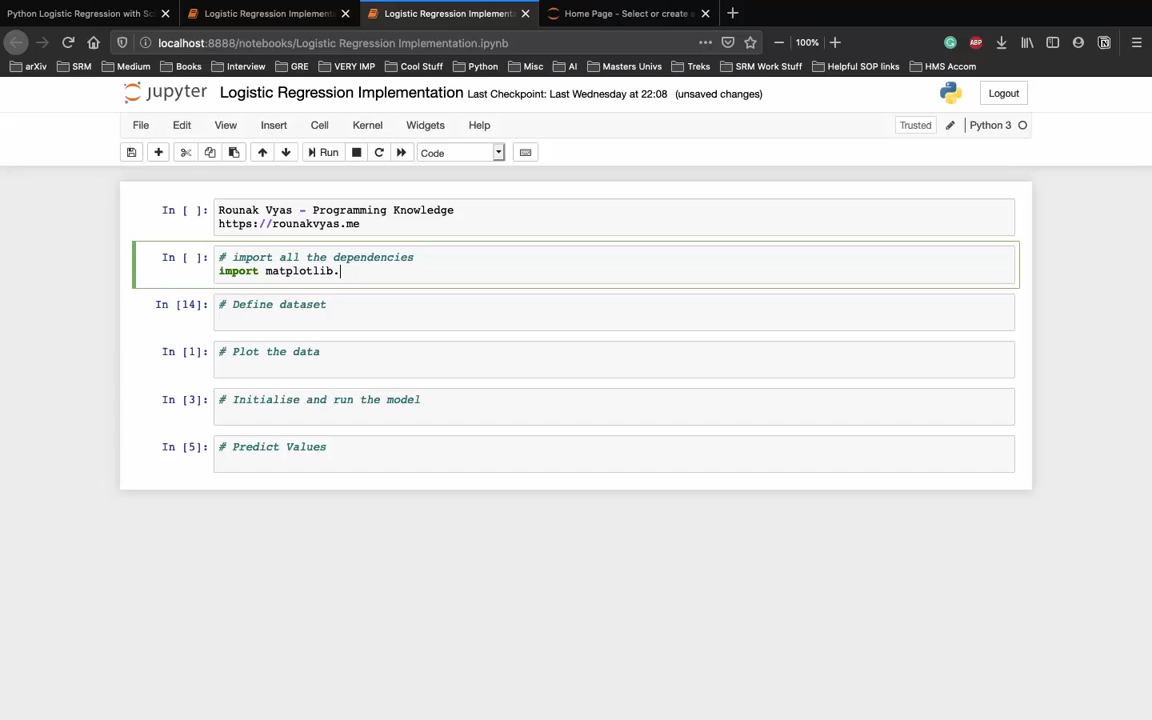 Python Logistic Regression with Sc
Logistic Regression Implementa
Logistic Regression Implementa
Home Page - Select or create a
localhost:8888/notebooks/Logistic Regression Implementation.ipynb
100%
ABP
arXiv SRM Medium Books Interview GRE VERY IMP Cool Stuff Python Misc AI Masters Univs Treks SRM Work Stuff Helpful SOP links HMS Accom
jupyter Logistic Regression Implementation Last Checkpoint: Last Wednesday at 22:08 (unsaved changes) Logout
File Edit View Insert Cell Kernel Widgets Help Trusted Python 3
Run Code
In [ ]: Rounak Vyas - Programming Knowledge
https://rounakvyas.me
In [ ]: # import all the dependencies
import matplotlib.
In [14]: # Define dataset
In [1]: # Plot the data
In [3]: # Initialise and run the model
In [5]: # Predict Values